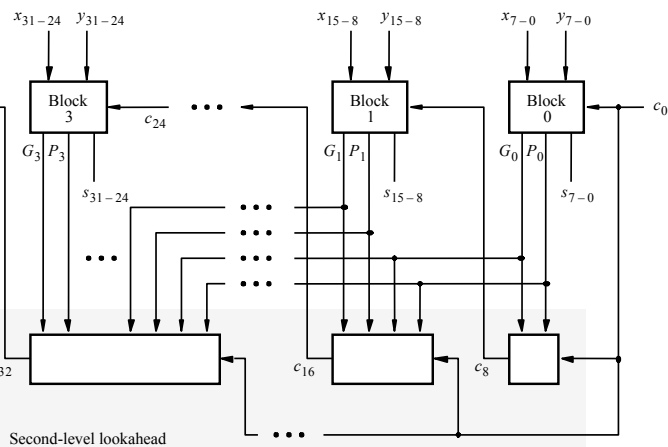 x31–24 y31–24 x15–8 y15–8 x7–0 y7–0
Block 3
Block 1
Block 0
c24
c0
G3 P3 G1 P1 G0 P0
s31–24 s15–8 s7–0
32 c16 c8
Second-level lookahead